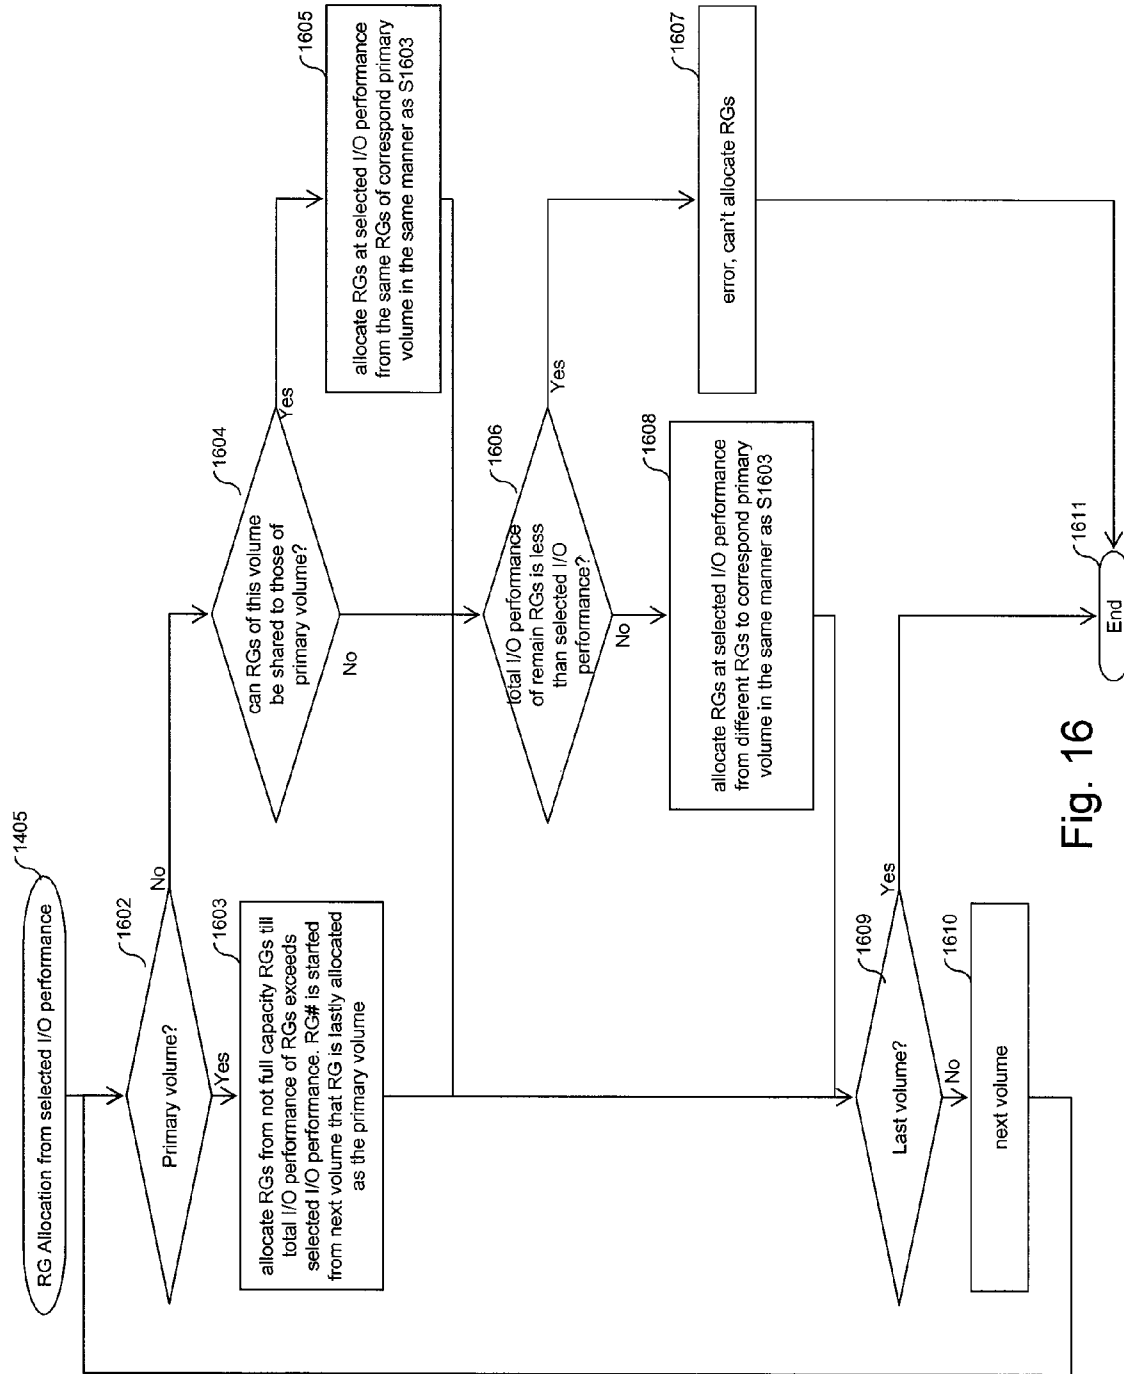 1405
RG Allocation from selected I/O performance
1602
Primary volume?
No
Yes
1603
allocate RGs from not full capacity RGs till
total I/O performance of RGs exceeds
selected I/O performance. RG# is started
from next volume that RG is lastly allocated
as the primary volume
1604
can RGs of this volume
be shared to those of
primary volume?
Yes
No
1605
allocate RGs at selected I/O performance
from the same RGs of correspond primary
volume in the same manner as S1603
1606
total I/O performance
of remain RGs is less
than selected I/O
performance?
Yes
No
1607
error, can't allocate RGs
1608
allocate RGs at selected I/O performance
from different RGs to correspond primary
volume in the same manner as S1603
1609
Last volume?
Yes
No
1610
next volume
1611
End
Fig. 16